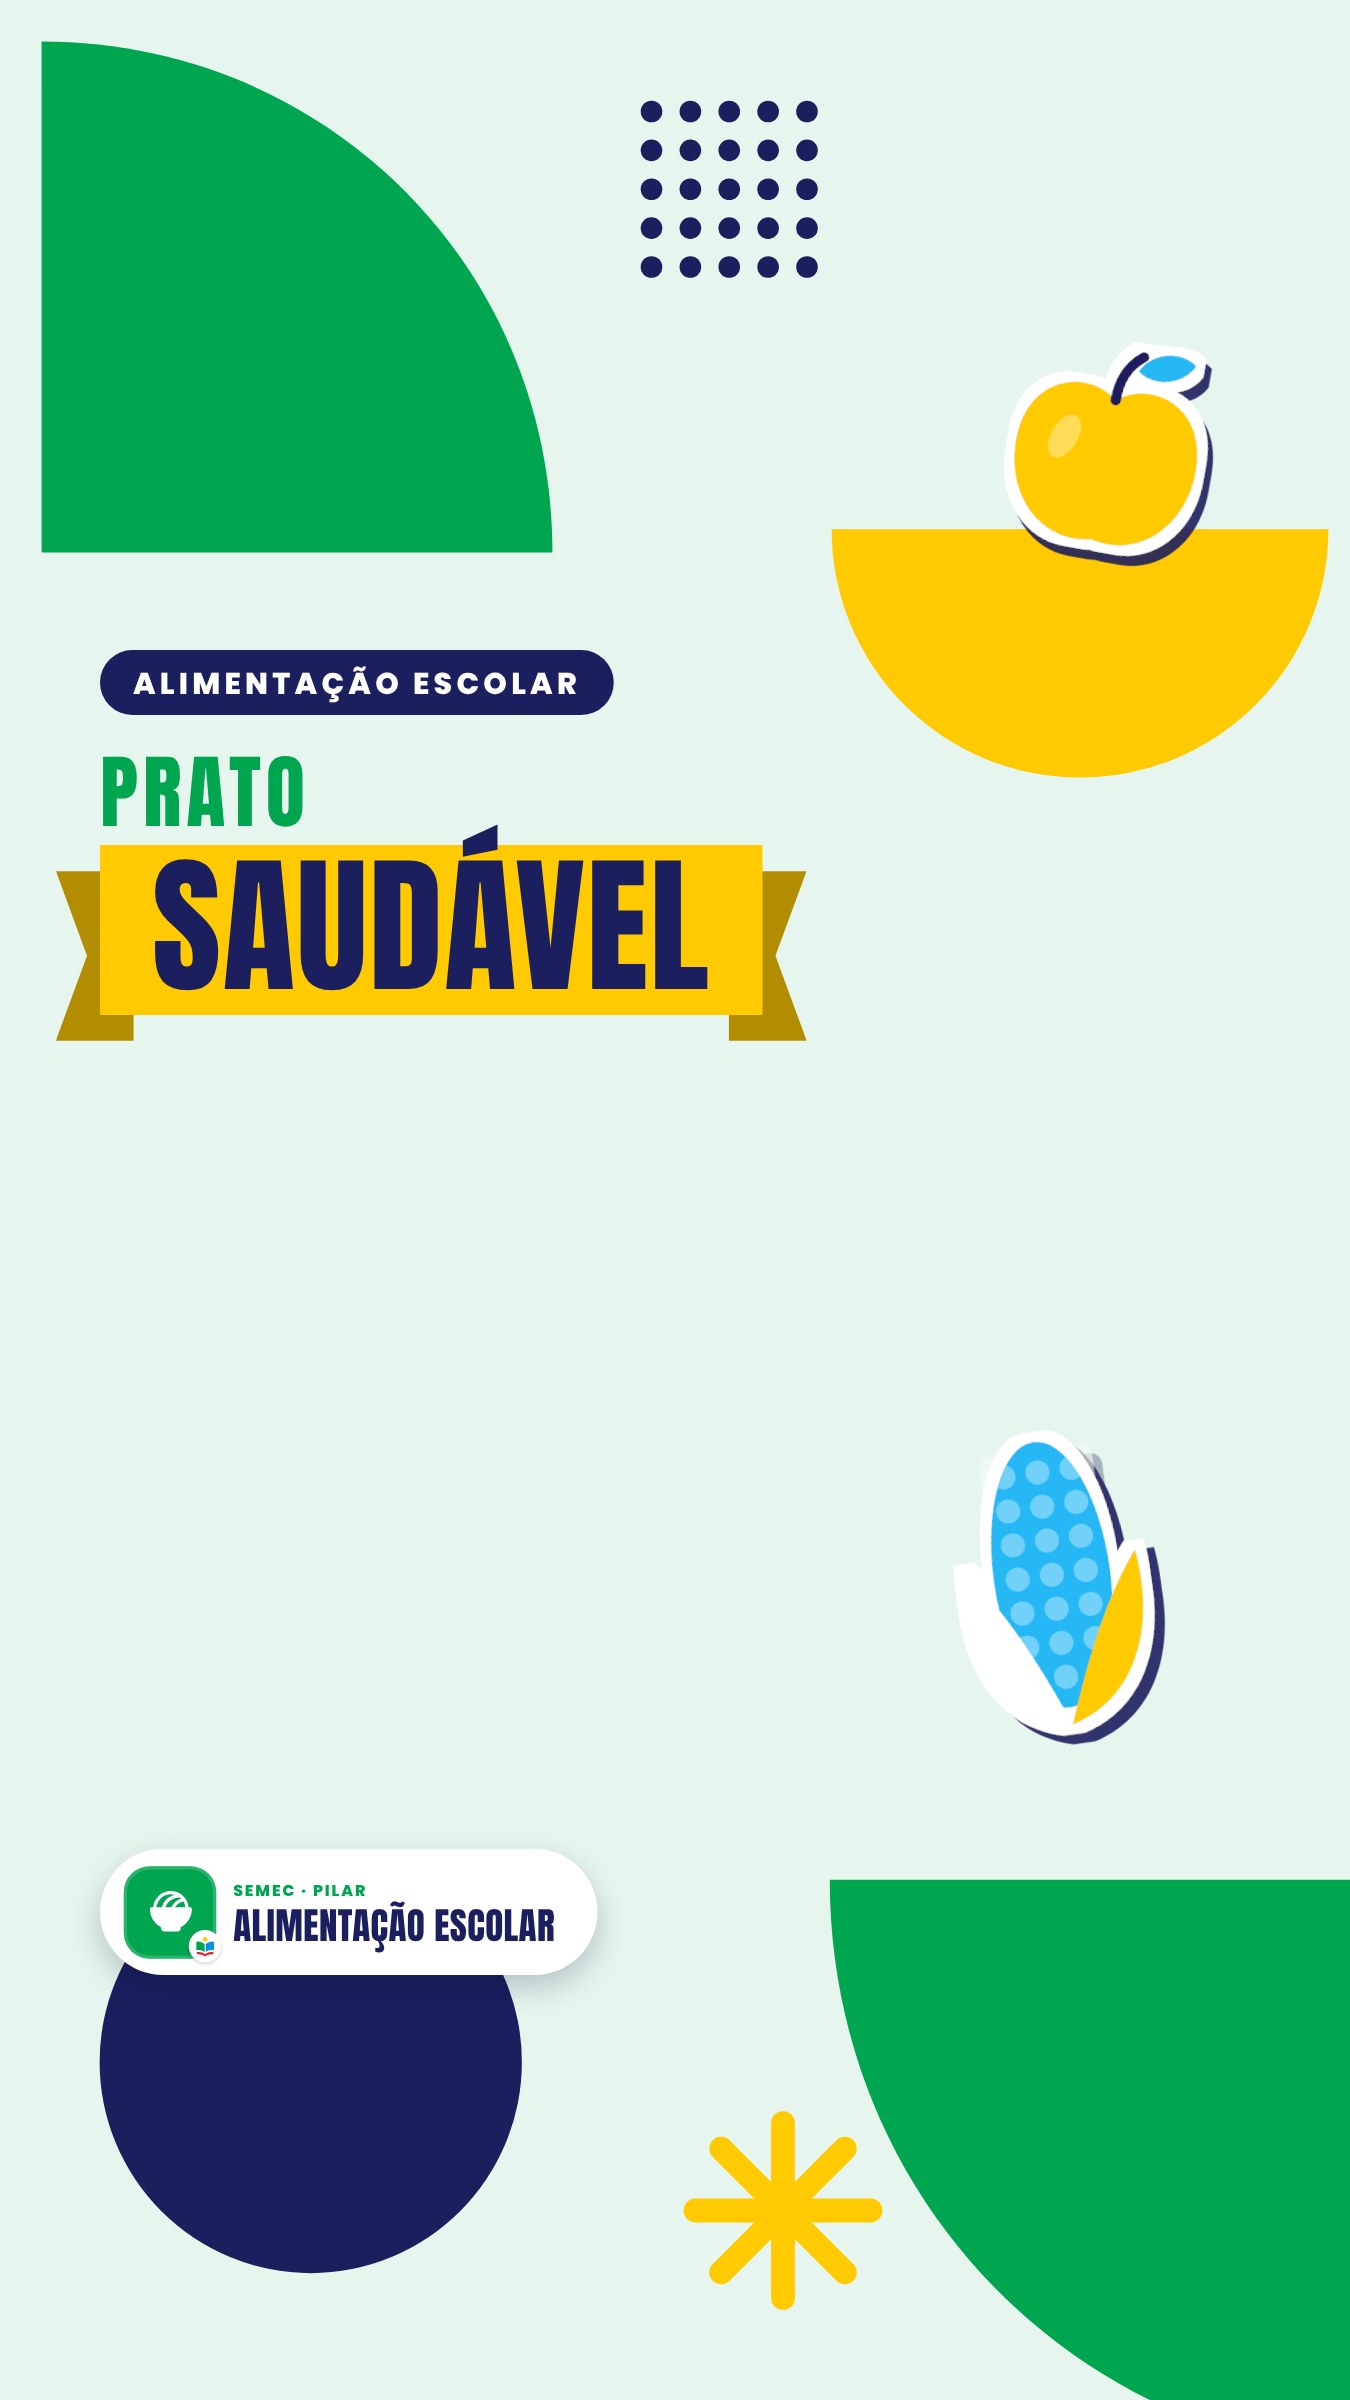 ALIMENTAÇÃO ESCOLAR
PRATO
SAUDÁVEL
SEMEC · PILAR
ALIMENTAÇÃO ESCOLAR